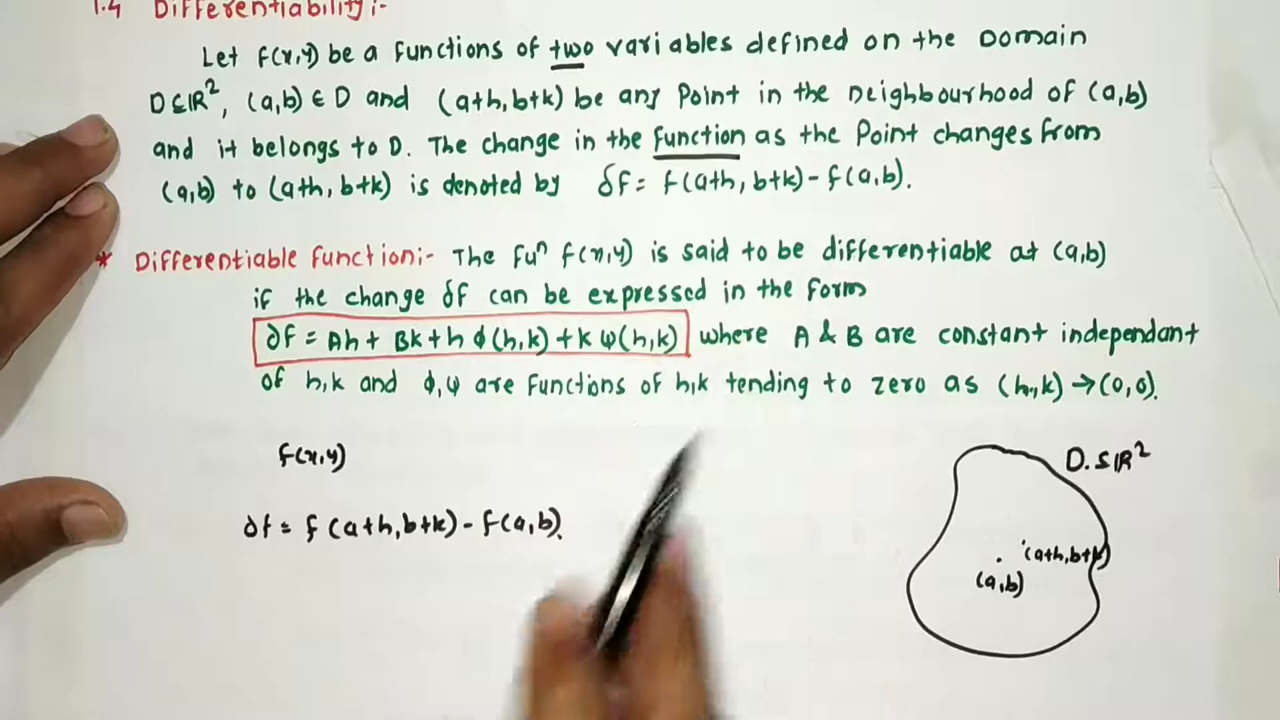 1.4 Differentiability:-
Let f(x,y) be a functions of two variables defined on the Domain
D⊆ℝ², (a,b) ∈ D and (a+h, b+k) be any Point in the neighbourhood of (a,b)
and it belongs to D. The change in the function as the Point changes from
(a,b) to (a+h, b+k) is denoted by δf = f(a+h, b+k) - f(a,b).
* Differentiable function:- The Fuⁿ f(x,y) is said to be differentiable at (a,b)
if the change δf can be expressed in the form
δf = Ah + Bk + h ϕ(h,k) + k ψ(h,k) where A & B are constant independant
of h,k and ϕ,ψ are functions of h,k tending to zero as (h,k) → (0,0).
f(x,y)
D.⊆ℝ²
δf = f(a+h, b+k) - f(a,b).
(a+h, b+k)
(a,b)